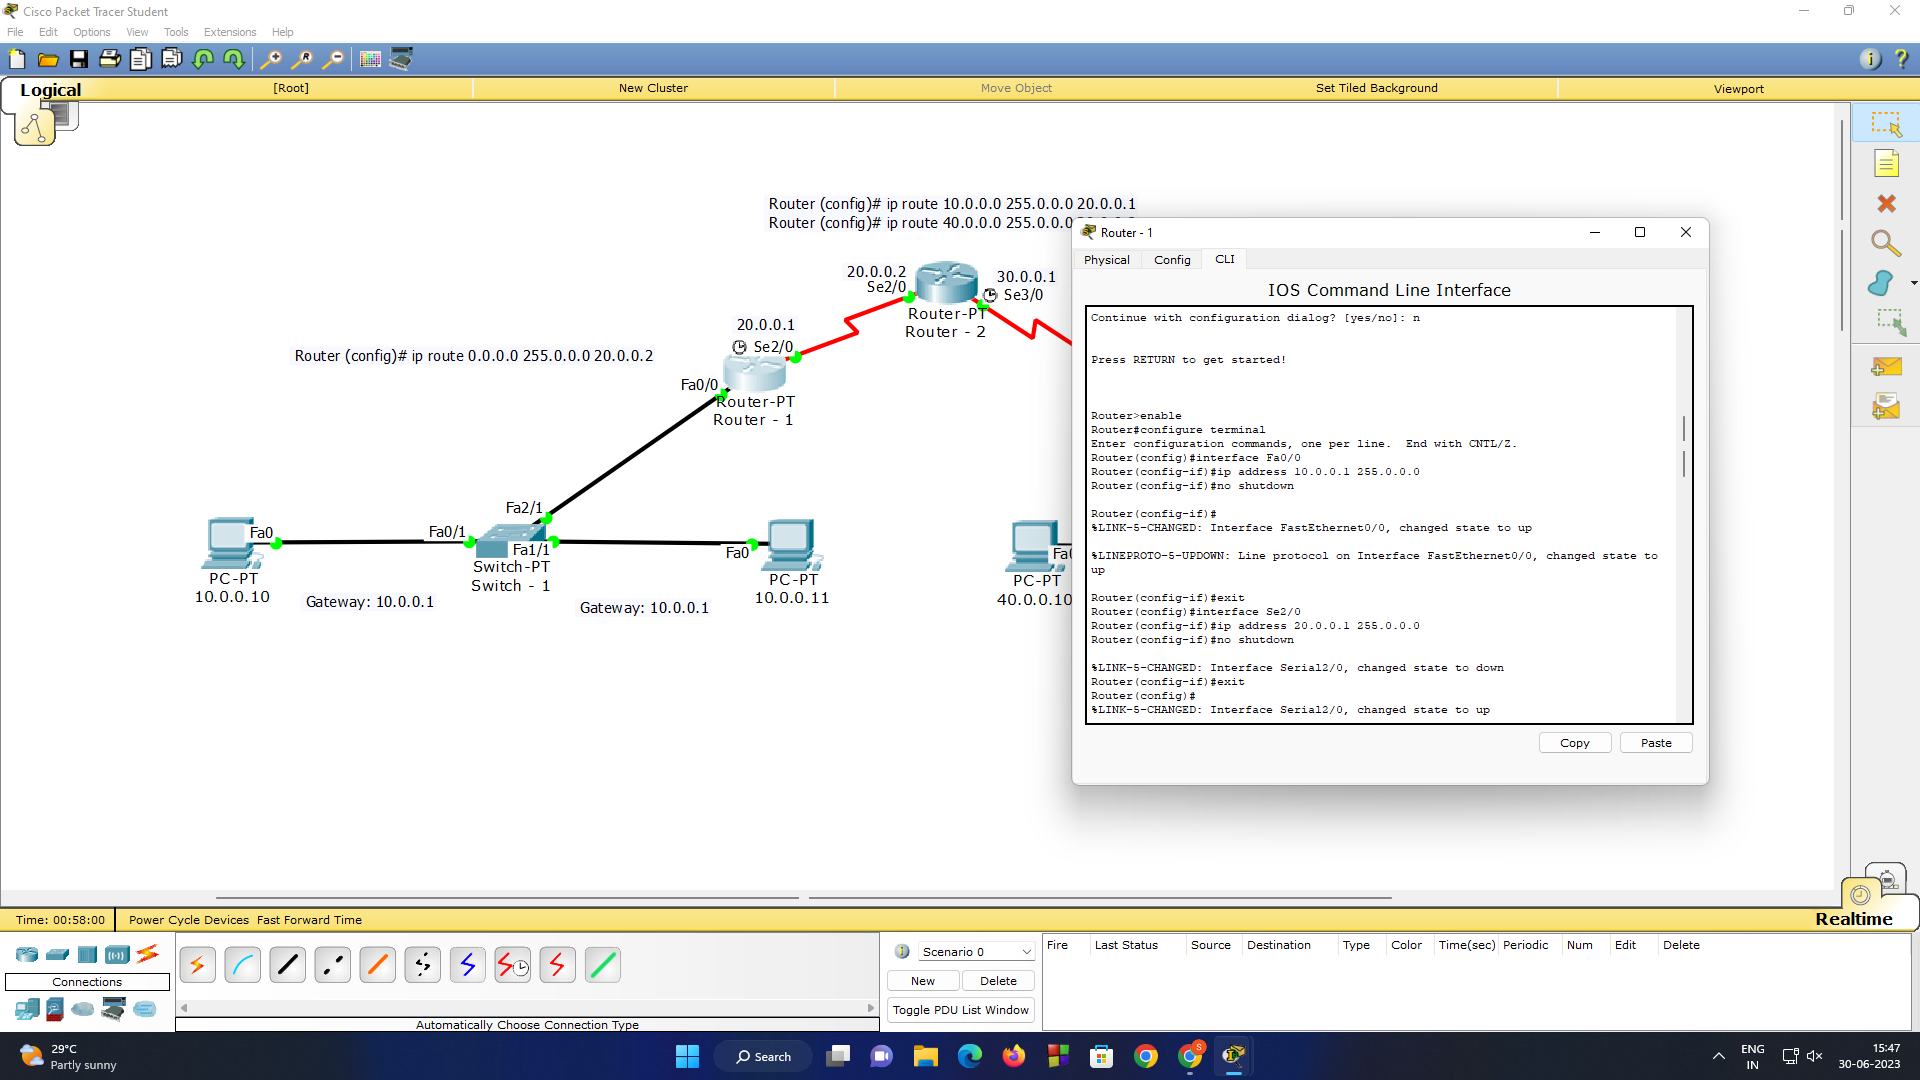 Cisco Packet Tracer Student
File Edit Options View Tools Extensions Help
Logical
[Root]
New Cluster
Move Object
Set Tiled Background
Viewport
Router (config)# ip route 10.0.0.0 255.0.0.0 20.0.0.1
Router (config)# ip route 40.0.0.0 255.0.0.0
20.0.0.2
Se2/0
30.0.0.1
Se3/0
Router-PT
Router - 2
20.0.0.1
Se2/0
Router (config)# ip route 0.0.0.0 255.0.0.0 20.0.0.2
Fa0/0
Router-PT
Router - 1
Fa2/1
Fa0
Fa0/1
Fa1/1
Fa0
PC-PT
10.0.0.10
Gateway: 10.0.0.1
Switch-PT
Switch - 1
Gateway: 10.0.0.1
PC-PT
10.0.0.11
Fa0
PC-PT
40.0.0.10
Router - 1
Physical Config CLI
IOS Command Line Interface
Continue with configuration dialog? [yes/no]: n
Press RETURN to get started!
Router>enable
Router#configure terminal
Enter configuration commands, one per line.  End with CNTL/Z.
Router(config)#interface Fa0/0
Router(config-if)#ip address 10.0.0.1 255.0.0.0
Router(config-if)#no shutdown
Router(config-if)#
%LINK-5-CHANGED: Interface FastEthernet0/0, changed state to up
%LINEPROTO-5-UPDOWN: Line protocol on Interface FastEthernet0/0, changed state to
up
Router(config-if)#exit
Router(config)#interface Se2/0
Router(config-if)#ip address 20.0.0.1 255.0.0.0
Router(config-if)#no shutdown
%LINK-5-CHANGED: Interface Serial2/0, changed state to down
Router(config-if)#exit
Router(config)#
%LINK-5-CHANGED: Interface Serial2/0, changed state to up
Copy Paste
Time: 00:58:00 Power Cycle Devices Fast Forward Time
Realtime
Connections
Automatically Choose Connection Type
Scenario 0
New Delete
Toggle PDU List Window
Fire Last Status Source Destination Type Color Time(sec) Periodic Num Edit Delete
29°C
Partly sunny
Search
S
ENG
IN
15:47
30-06-2023